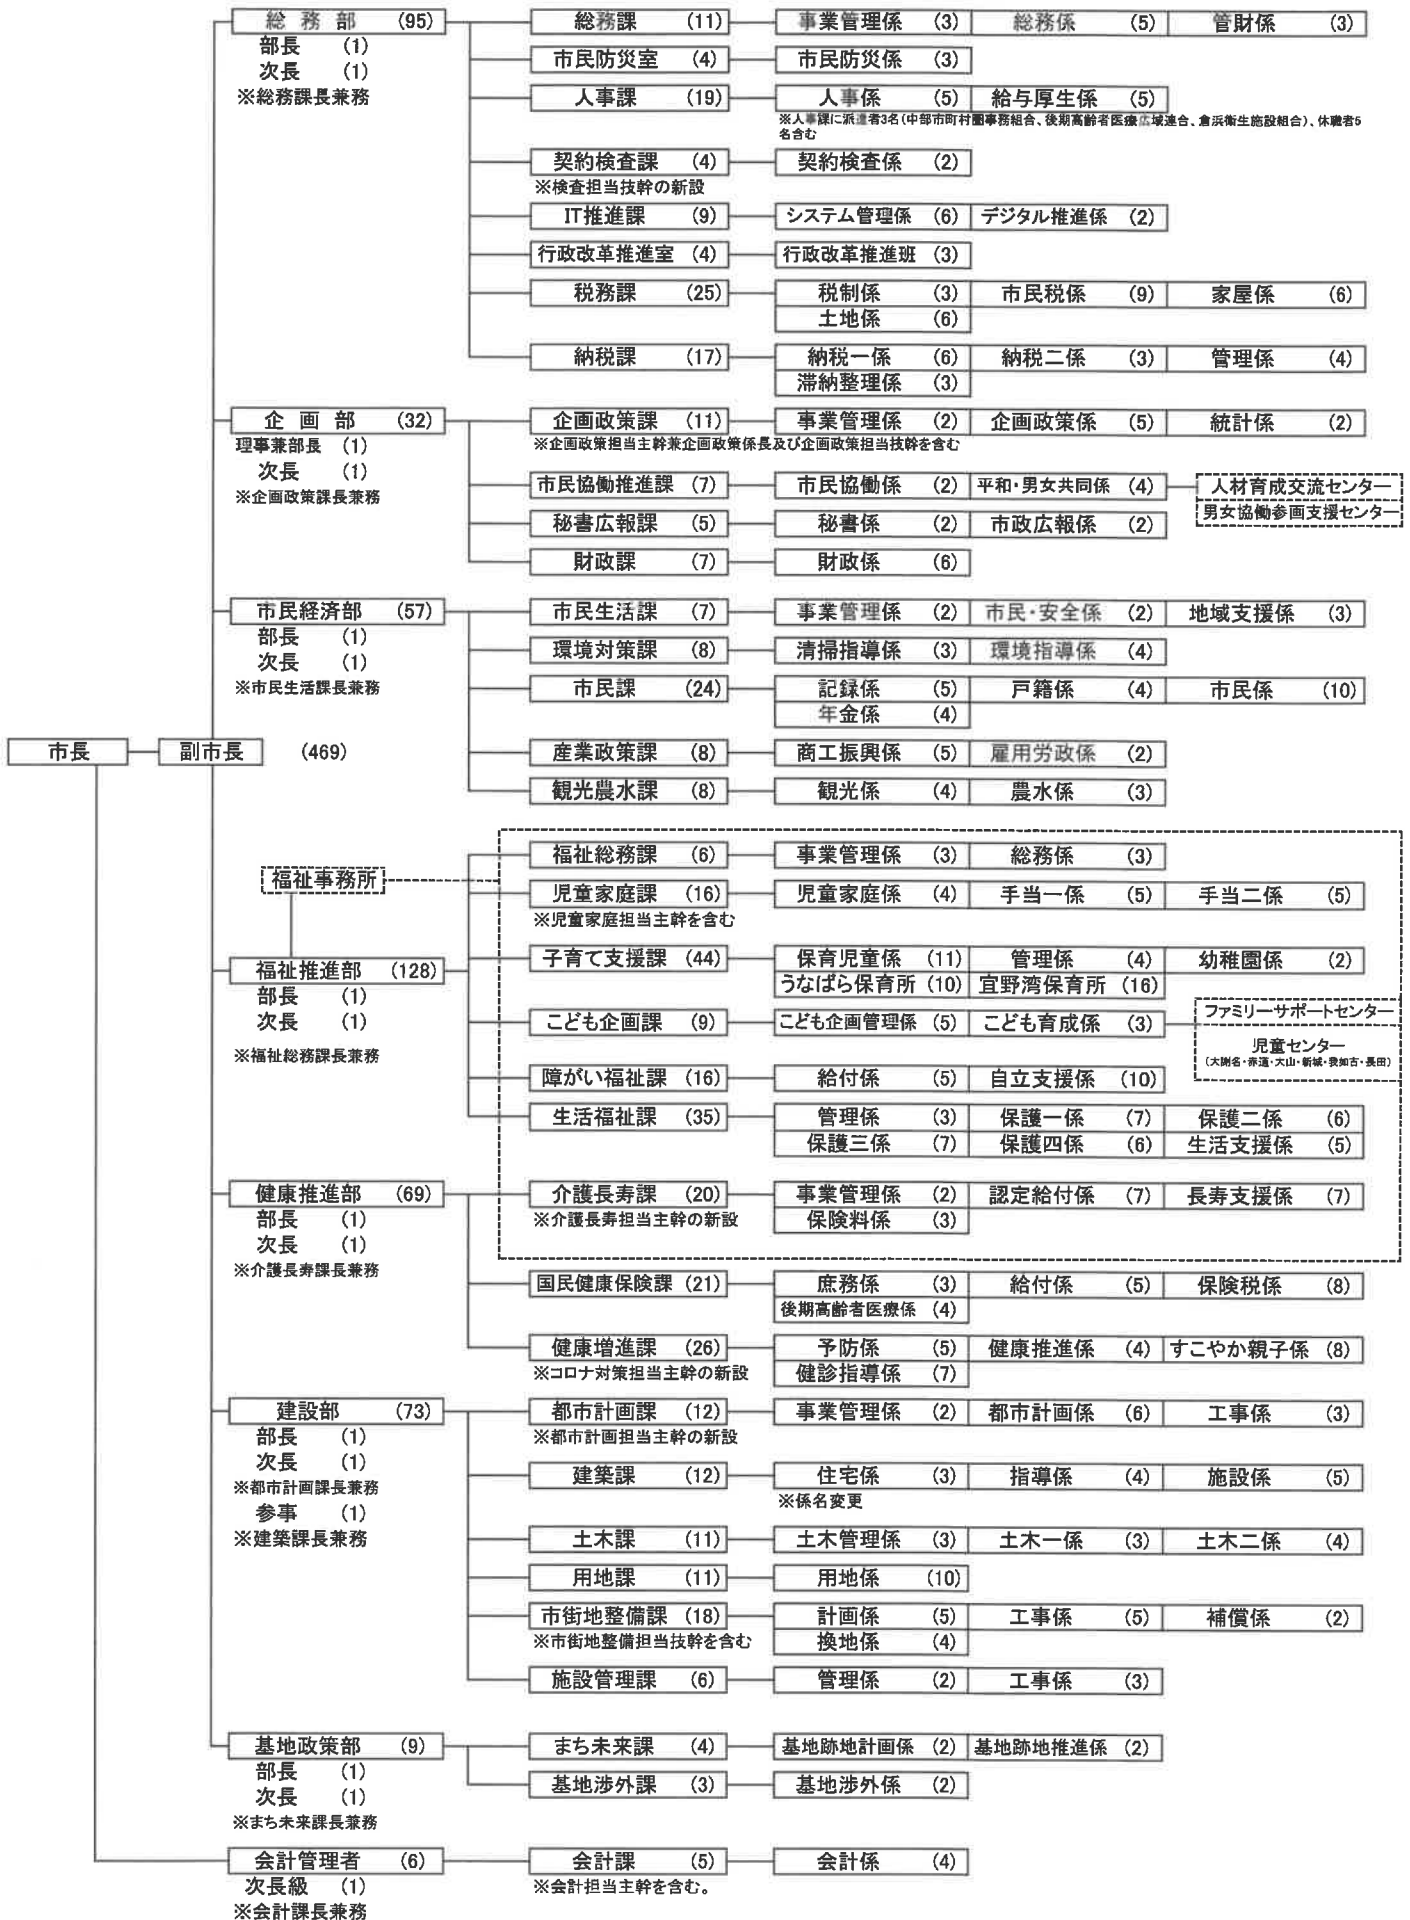 総務部 (95) 総務課 (11) 事業管理係 (3) 総務係 (5) 管財係 (3)
部長 (1)
次長 (1)
※総務課長兼務
市民防災室 (4) 市民防災係 (3)
人事課 (19) 人事係 (5) 給与厚生係 (5)
※人事課に派遣者3名(中部市町村圏事務組合、後期高齢者医療広域連合、倉浜衛生施設組合)、休職者5
名含む
契約検査課 (4) 契約検査係 (2)
※検査担当技幹の新設
IT推進課 (9) システム管理係 (6) デジタル推進係 (2)
行政改革推進室 (4) 行政改革推進班 (3)
税務課 (25) 税制係 (3) 市民税係 (9) 家屋係 (6)
土地係 (6)
納税課 (17) 納税一係 (6) 納税二係 (3) 管理係 (4)
滞納整理係 (3)
企画部 (32) 企画政策課 (11) 事業管理係 (2) 企画政策係 (5) 統計係 (2)
理事兼部長 (1)
次長 (1)
※企画政策課長兼務
※企画政策担当主幹兼企画政策係長及び企画政策担当技幹を含む
市民協働推進課 (7) 市民協働係 (2) 平和・男女共同係 (4) 人材育成交流センター
男女協働参画支援センター
秘書広報課 (5) 秘書係 (2) 市政広報係 (2)
財政課 (7) 財政係 (6)
市民経済部 (57) 市民生活課 (7) 事業管理係 (2) 市民・安全係 (2) 地域支援係 (3)
部長 (1)
次長 (1)
※市民生活課長兼務
環境対策課 (8) 清掃指導係 (3) 環境指導係 (4)
市民課 (24) 記録係 (5) 戸籍係 (4) 市民係 (10)
年金係 (4)
市長 副市長 (469)
産業政策課 (8) 商工振興係 (5) 雇用労政係 (2)
観光農水課 (8) 観光係 (4) 農水係 (3)
福祉事務所
福祉総務課 (6) 事業管理係 (3) 総務係 (3)
児童家庭課 (16) 児童家庭係 (4) 手当一係 (5) 手当二係 (5)
※児童家庭担当主幹を含む
福祉推進部 (128)
部長 (1)
次長 (1)
※福祉総務課長兼務
子育て支援課 (44) 保育児童係 (11) 管理係 (4) 幼稚園係 (2)
うなばら保育所 (10) 宜野湾保育所 (16)
こども企画課 (9) こども企画管理係 (5) こども育成係 (3) ファミリーサポートセンター
児童センター
(大謝名・赤道・大山・新城・我如古・長田)
障がい福祉課 (16) 給付係 (5) 自立支援係 (10)
生活福祉課 (35) 管理係 (3) 保護一係 (7) 保護二係 (6)
保護三係 (7) 保護四係 (6) 生活支援係 (5)
健康推進部 (69) 介護長寿課 (20) 事業管理係 (2) 認定給付係 (7) 長寿支援係 (7)
部長 (1)
次長 (1)
※介護長寿課長兼務
※介護長寿担当主幹の新設
保険料係 (3)
国民健康保険課 (21) 庶務係 (3) 給付係 (5) 保険税係 (8)
後期高齢者医療係 (4)
健康増進課 (26) 予防係 (5) 健康推進係 (4) すこやか親子係 (8)
※コロナ対策担当主幹の新設
健診指導係 (7)
建設部 (73) 都市計画課 (12) 事業管理係 (2) 都市計画係 (6) 工事係 (3)
部長 (1)
次長 (1)
※都市計画課長兼務
参事 (1)
※建築課長兼務
※都市計画担当主幹の新設
建築課 (12) 住宅係 (3) 指導係 (4) 施設係 (5)
※係名変更
土木課 (11) 土木管理係 (3) 土木一係 (3) 土木二係 (4)
用地課 (11) 用地係 (10)
市街地整備課 (18) 計画係 (5) 工事係 (5) 補償係 (2)
※市街地整備担当技幹を含む
換地係 (4)
施設管理課 (6) 管理係 (2) 工事係 (3)
基地政策部 (9) まち未来課 (4) 基地跡地計画係 (2) 基地跡地推進係 (2)
部長 (1)
次長 (1)
※まち未来課長兼務
基地渉外課 (3) 基地渉外係 (2)
会計管理者 (6) 会計課 (5) 会計係 (4)
次長級 (1)
※会計課長兼務
※会計担当主幹を含む。